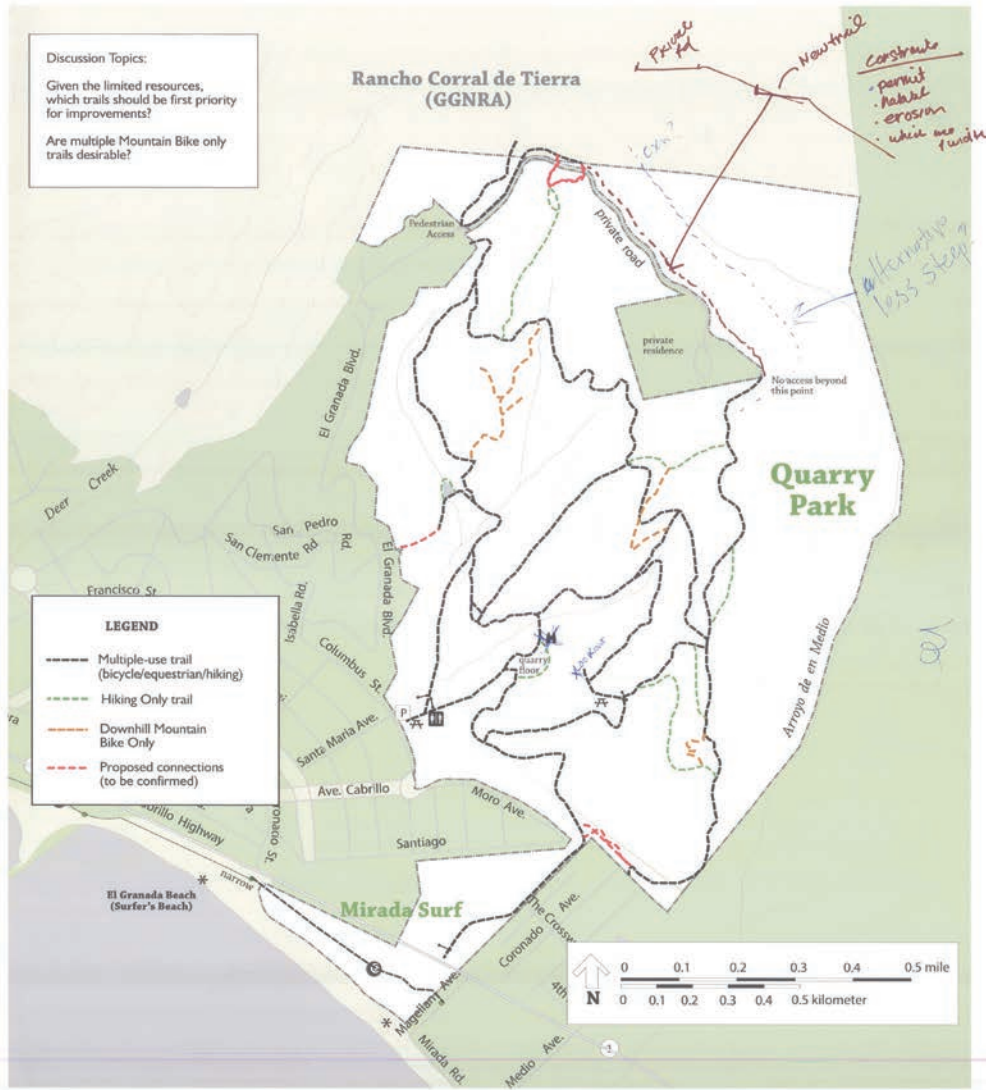 Discussion Topics:
Given the limited resources,
which trails should be first priority
for improvements?
Are multiple Mountain Bike only
trails desirable?
Rancho Corral de Tierra
(GGNRA)
Private
Rd
New trail
permit
erosion
Pedestrian
Access
private road
less steep?
private
residence
No access beyond
this point
El Granada Blvd.
Quarry
Park
Deer Creek
San Pedro
Rd.
San Clemente Rd
El Granada Blvd.
Francisco St.
Isabella Rd.
Columbus St.
quarry
floor
Arroyo de en Medio
LEGEND
Multiple-use trail
(bicycle/equestrian/hiking)
Hiking Only trail
Downhill Mountain
Bike Only
Proposed connections
(to be confirmed)
P
Santa Maria Ave.
Ave. Cabrillo
Moro Ave.
Santiago
orillo Highway
onacio St.
narrow
El Granada Beach
(Surfer's Beach)
Mirada Surf
The Crossw
Coronado Ave.
4th
Magellan Ave.
Mirada Rd.
Medio Ave.
1
N
0 0.1 0.2 0.3 0.4 0.5 mile
0 0.1 0.2 0.3 0.4 0.5 kilometer